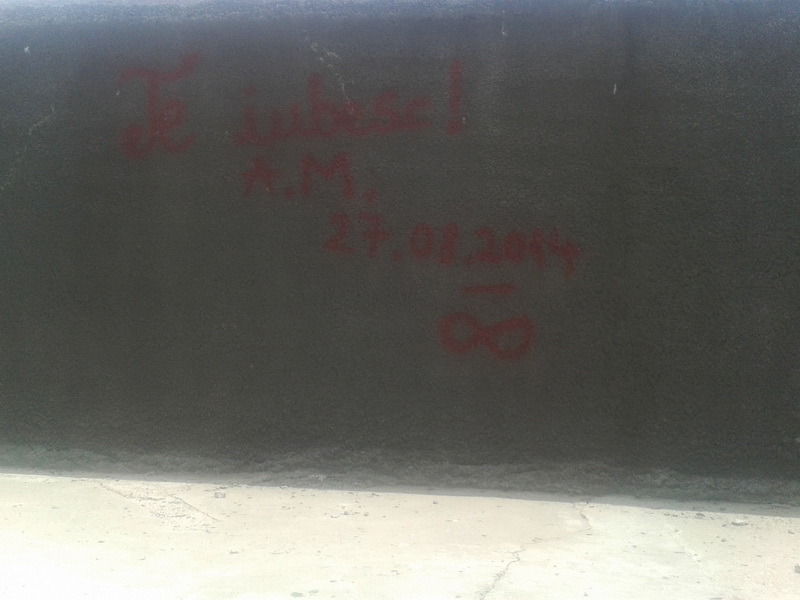 Te iubesc!
A.M.
27.08.2014
-
∞